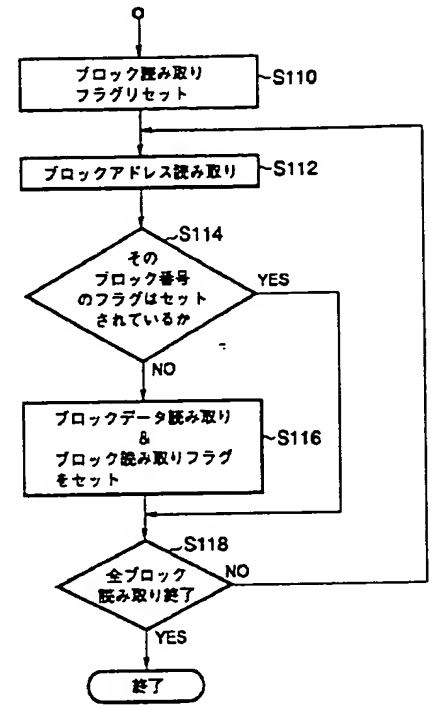 ブロック読み取り
フラグリセット
S110
ブロックアドレス読み取り
S112
S114
その
ブロック番号
のフラグはセット
されているか
YES
NO
ブロックデータ読み取り
&
ブロック読み取りフラグ
をセット
S116
S118
全ブロック
読み取り終了
NO
YES
終了